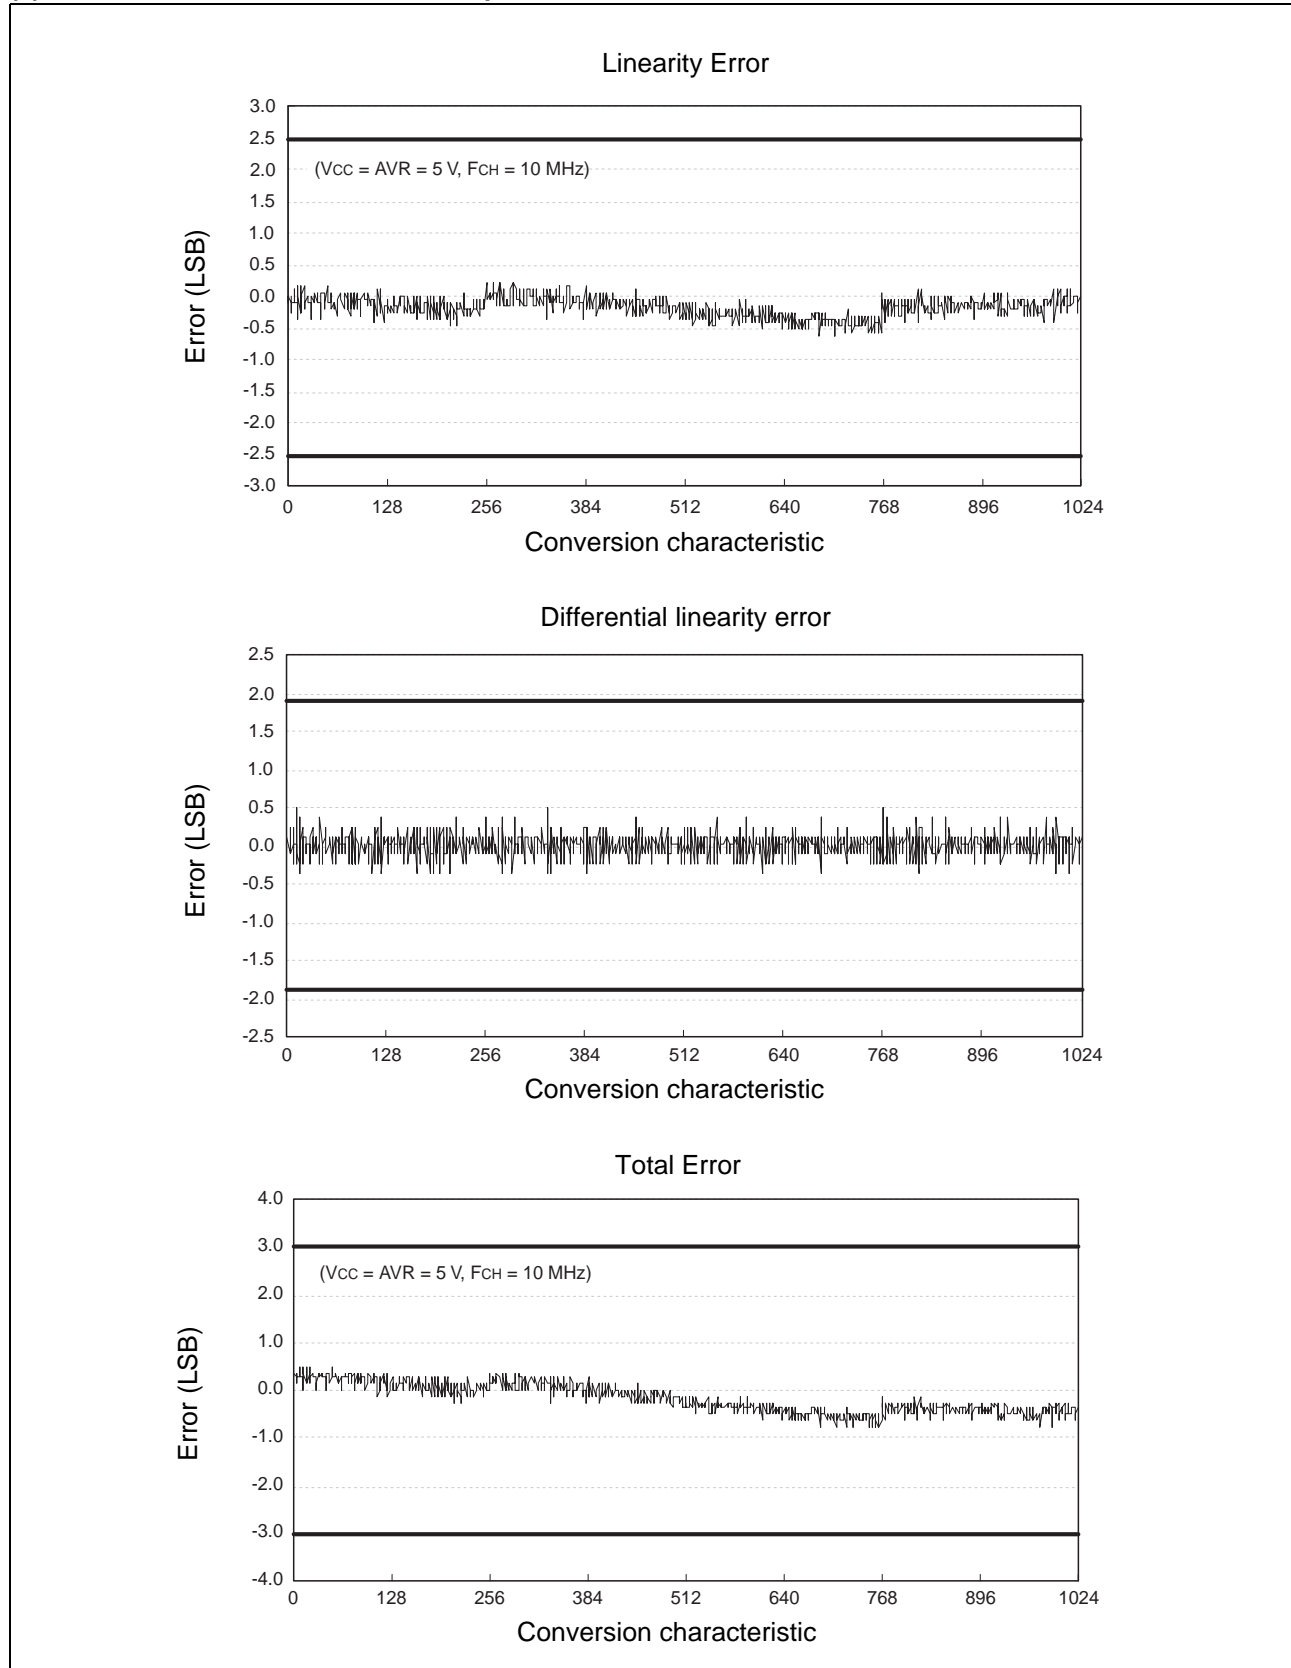 Linearity Error
3.0
2.5
2.0
1.5
1.0
0.5
0.0
-0.5
-1.0
-1.5
-2.0
-2.5
-3.0
(VCC = AVR = 5 V, FCH = 10 MHz)
Error (LSB)
0 128 256 384 512 640 768 896 1024
Conversion characteristic
Differential linearity error
2.5
2.0
1.5
1.0
0.5
0.0
-0.5
-1.0
-1.5
-2.0
-2.5
Error (LSB)
0 128 256 384 512 640 768 896 1024
Conversion characteristic
Total Error
4.0
3.0
2.0
1.0
0.0
-1.0
-2.0
-3.0
-4.0
(VCC = AVR = 5 V, FCH = 10 MHz)
Error (LSB)
0 128 256 384 512 640 768 896 1024
Conversion characteristic